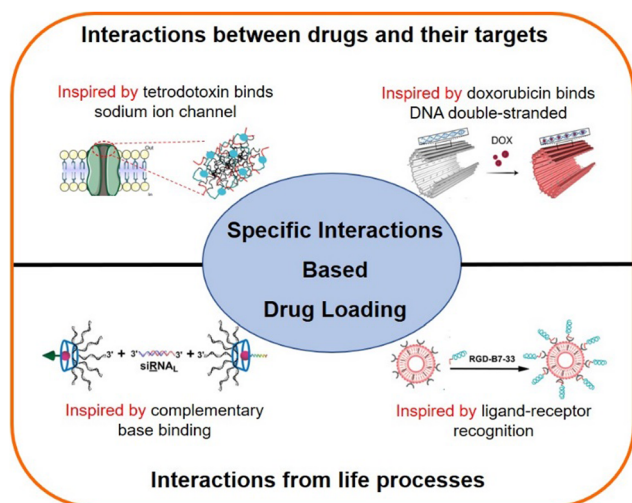 Interactions between drugs and their targets
Inspired by tetrodotoxin binds
sodium ion channel
Inspired by doxorubicin binds
DNA double-stranded
Out
DOX
Specific Interactions
Based
Drug Loading
3' + 3' 3' + 3'
siRNAL
RGD-B7-33
Inspired by complementary
base binding
Inspired by ligand-receptor
recognition
Interactions from life processes